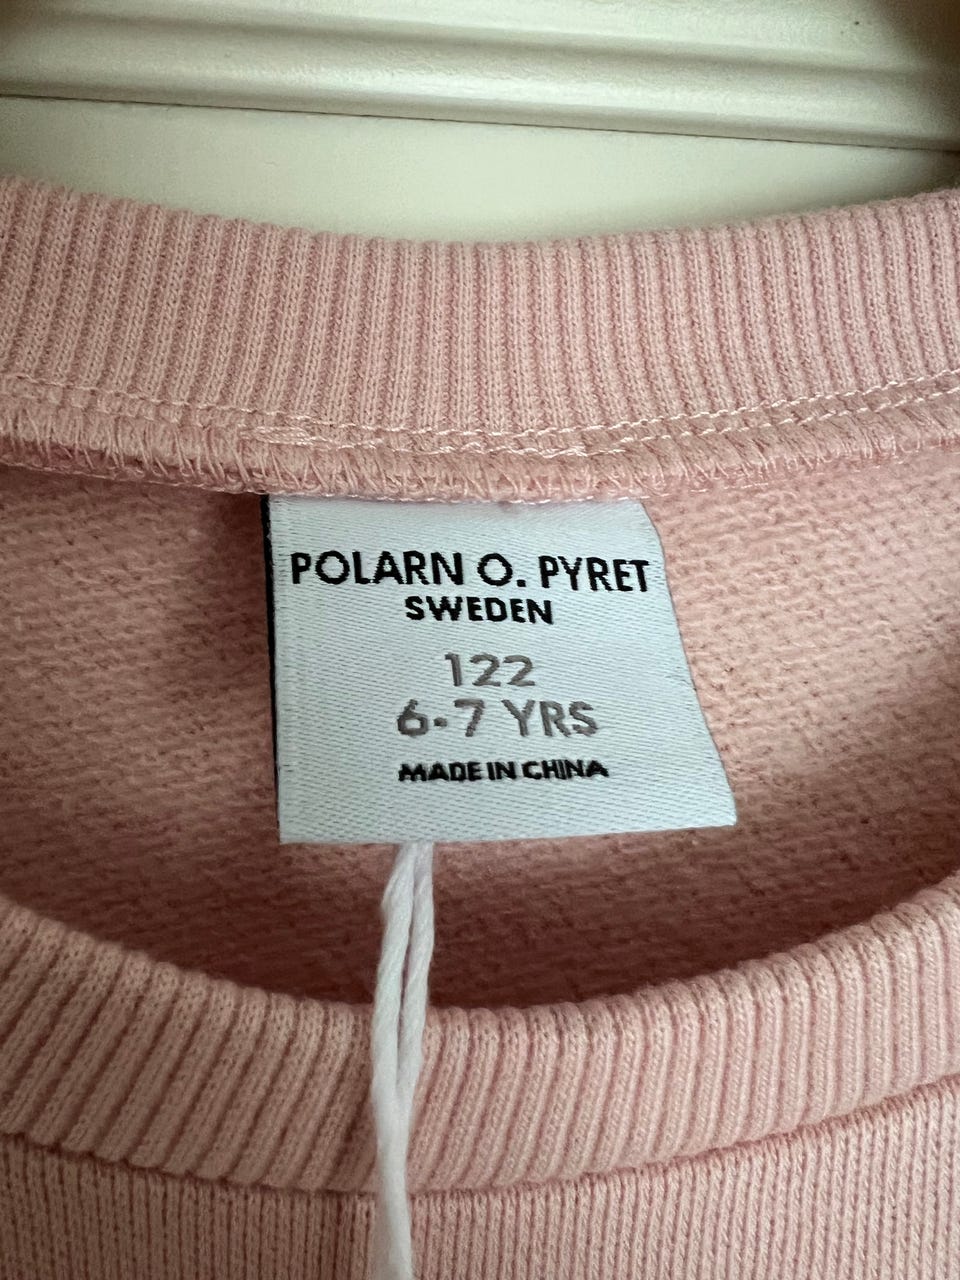 POLARN O. PYRET
SWEDEN
122
6-7 YRS
MADE IN CHINA